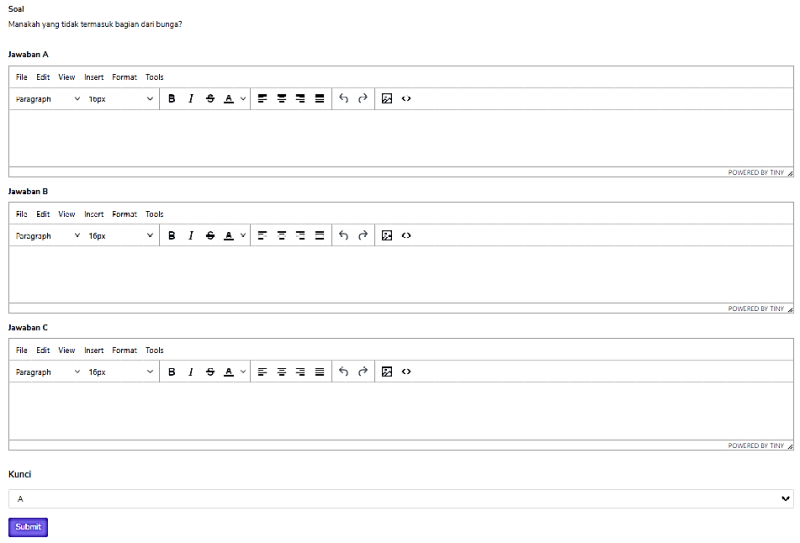 Soal
Manakah yang tidak termasuk bagian dari bunga?
Jawaban A
File Edit View Insert Format Tools
Paragraph 16px B I S A
POWERED BY TINY
Jawaban B
File Edit View Insert Format Tools
Paragraph 16px B I S A
POWERED BY TINY
Jawaban C
File Edit View Insert Format Tools
Paragraph 16px B I S A
POWERED BY TINY
Kunci
A
Submit